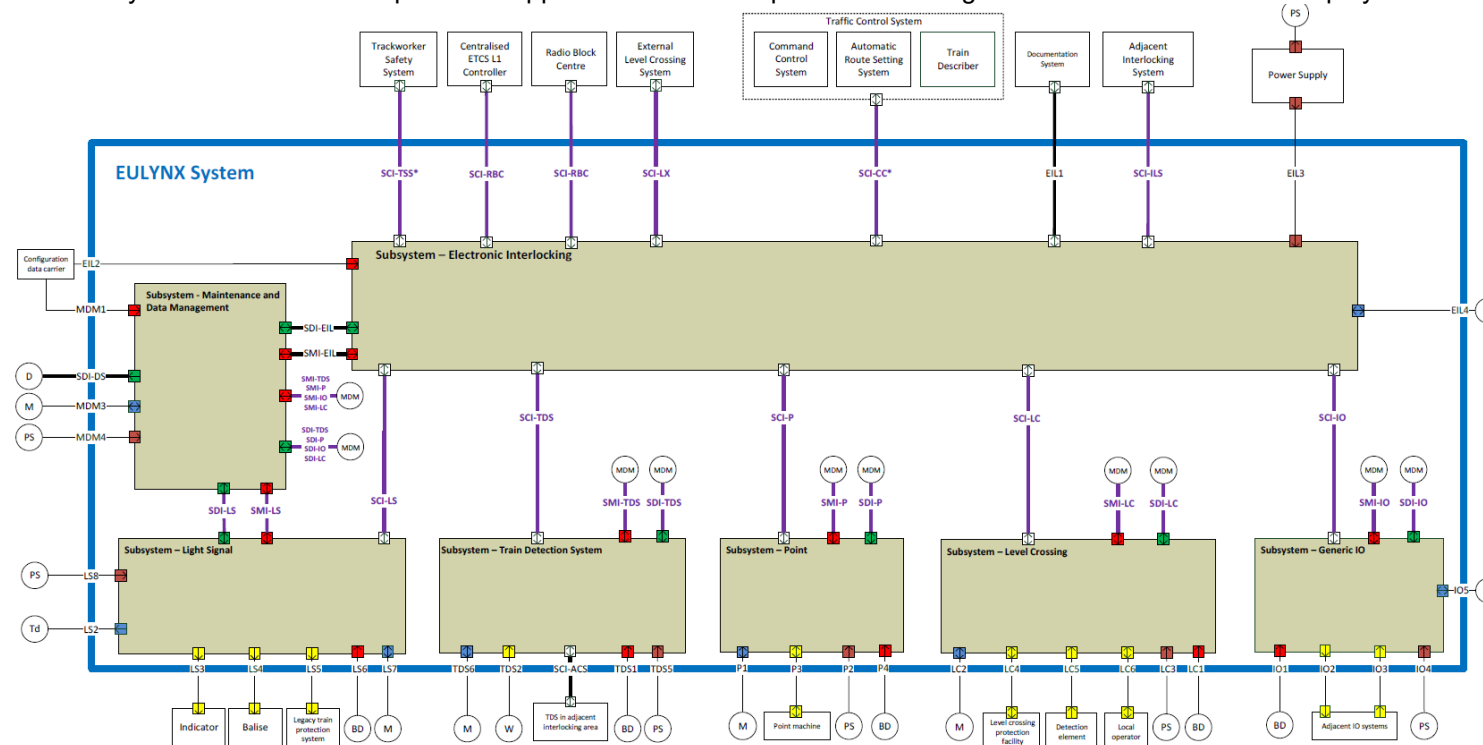 PS
Traffic Control System
Trackworker
Safety
System
Centralised
ETCS L1
Controller
Radio Block
Centre
External
Level Crossing
System
Command
Control
System
Automatic
Route Setting
System
Train
Describer
Documentation
System
Adjacent
Interlocking
System
Power Supply
EULYNX System
SCI-TSS*
SCI-RBC
SCI-RBC
SCI-LX
SCI-CC*
EIL1
SCI-ILS
EIL3
Subsystem – Electronic Interlocking
Configuration
data carrier
EIL2
Subsystem - Maintenance and
Data Management
MDM1
EIL4
SDI-EIL
SMI-EIL
D
SDI-DS
SMI-TDS
SMI-P
SMI-IO
SMI-LC
MDM
M
MDM3
PS
MDM4
SDI-TDS
SDI-P
SDI-IO
SDI-LC
MDM
SCI-TDS
SCI-P
SCI-LC
SCI-IO
MDM
MDM
MDM
MDM
MDM
MDM
MDM
MDM
SCI-LS
SDI-LS
SMI-LS
SMI-TDS
SDI-TDS
SMI-P
SDI-P
SMI-LC
SDI-LC
SMI-IO
SDI-IO
Subsystem – Light Signal
Subsystem – Train Detection System
Subsystem – Point
Subsystem – Level Crossing
Subsystem – Generic IO
PS
LS8
IO5
Td
LS2
LS3
LS4
LS5
LS6
LS7
TDS6
TDS2
SCI-ACS
TDS1
TDS5
P1
P3
P2
P4
LC2
LC4
LC5
LC6
LC3
LC1
IO1
IO2
IO3
IO4
Indicator
Balise
Legacy train
protection
system
BD
M
M
W
TDS in adjacent
interlocking area
BD
PS
M
Point machine
PS
BD
M
Level crossing
protection
facility
Detection
element
Local
operator
PS
BD
BD
Adjacent IO systems
PS